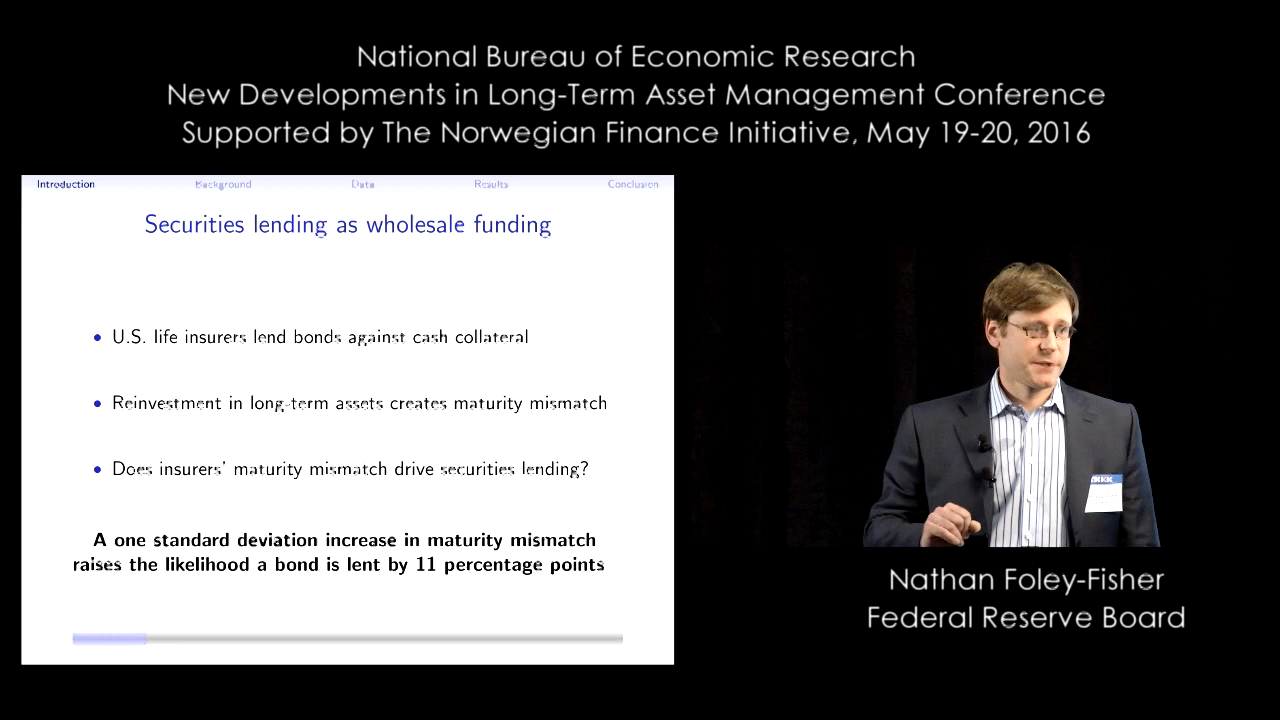 National Bureau of Economic Research
New Developments in Long-Term Asset Management Conference
Supported by The Norwegian Finance Initiative, May 19-20, 2016
Introduction Background Data Results Conclusion
Securities lending as wholesale funding
• U.S. life insurers lend bonds against cash collateral
• Reinvestment in long-term assets creates maturity mismatch
• Does insurers' maturity mismatch drive securities lending?
A one standard deviation increase in maturity mismatch
raises the likelihood a bond is lent by 11 percentage points
Nathan Foley-Fisher
Federal Reserve Board